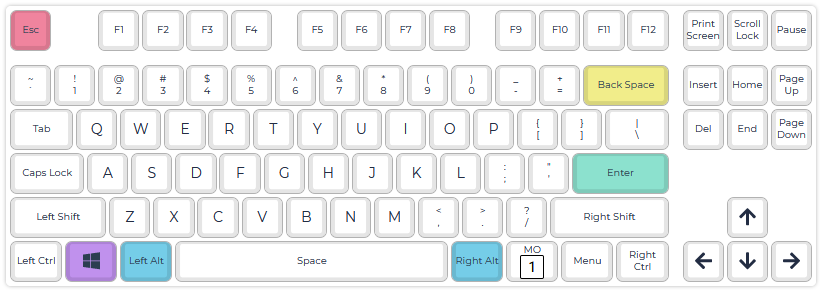 Esc F1 F2 F3 F4 F5 F6 F7 F8 F9 F10 F11 F12 Print Screen Scroll Lock Pause
~ ! @ # $ % ^ & * ( ) _ +
` 1 2 3 4 5 6 7 8 9 0 - = Back Space Insert Home Page Up
Tab Q W E R T Y U I O P { } |
[ ] \ Del End Page Down
Caps Lock A S D F G H J K L : "
; ' Enter
Left Shift Z X C V B N M < > ?
, . / Right Shift
Left Ctrl Left Alt Space Right Alt MO 1 Menu Right Ctrl